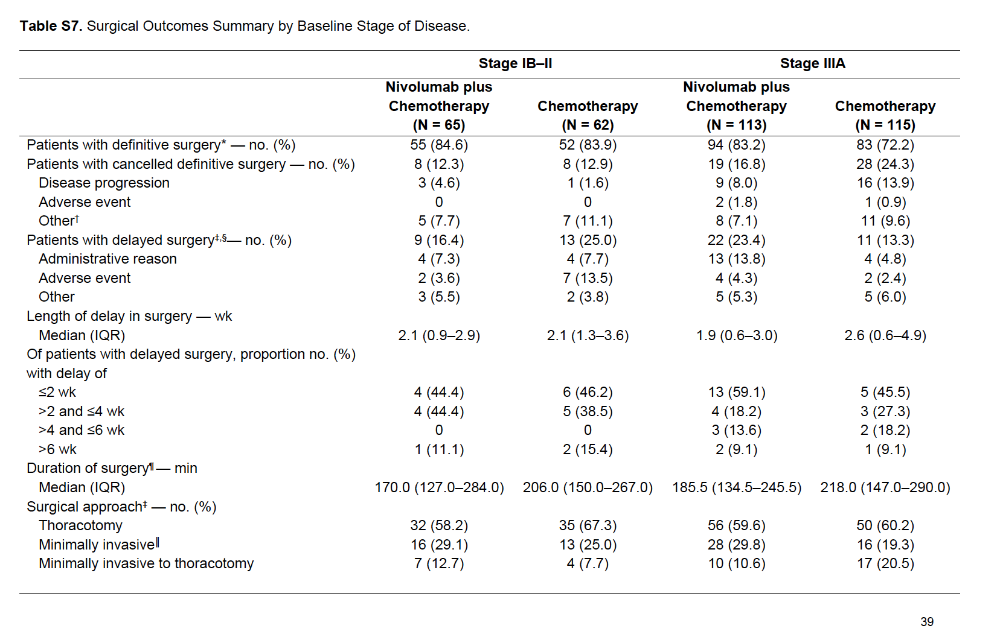 Table S7. Surgical Outcomes Summary by Baseline Stage of Disease.
Stage IB–II Stage IIIA
Nivolumab plus Nivolumab plus
Chemotherapy Chemotherapy Chemotherapy Chemotherapy
(N = 65) (N = 62) (N = 113) (N = 115)
Patients with definitive surgery* — no. (%) 55 (84.6) 52 (83.9) 94 (83.2) 83 (72.2)
Patients with cancelled definitive surgery — no. (%) 8 (12.3) 8 (12.9) 19 (16.8) 28 (24.3)
Disease progression 3 (4.6) 1 (1.6) 9 (8.0) 16 (13.9)
Adverse event 0 0 2 (1.8) 1 (0.9)
Other† 5 (7.7) 7 (11.1) 8 (7.1) 11 (9.6)
Patients with delayed surgery‡,§— no. (%) 9 (16.4) 13 (25.0) 22 (23.4) 11 (13.3)
Administrative reason 4 (7.3) 4 (7.7) 13 (13.8) 4 (4.8)
Adverse event 2 (3.6) 7 (13.5) 4 (4.3) 2 (2.4)
Other 3 (5.5) 2 (3.8) 5 (5.3) 5 (6.0)
Length of delay in surgery — wk
Median (IQR) 2.1 (0.9–2.9) 2.1 (1.3–3.6) 1.9 (0.6–3.0) 2.6 (0.6–4.9)
Of patients with delayed surgery, proportion no. (%)
with delay of
≤2 wk 4 (44.4) 6 (46.2) 13 (59.1) 5 (45.5)
>2 and ≤4 wk 4 (44.4) 5 (38.5) 4 (18.2) 3 (27.3)
>4 and ≤6 wk 0 0 3 (13.6) 2 (18.2)
>6 wk 1 (11.1) 2 (15.4) 2 (9.1) 1 (9.1)
Duration of surgery¶ — min
Median (IQR) 170.0 (127.0–284.0) 206.0 (150.0–267.0) 185.5 (134.5–245.5) 218.0 (147.0–290.0)
Surgical approach‡ — no. (%)
Thoracotomy 32 (58.2) 35 (67.3) 56 (59.6) 50 (60.2)
Minimally invasive‖ 16 (29.1) 13 (25.0) 28 (29.8) 16 (19.3)
Minimally invasive to thoracotomy 7 (12.7) 4 (7.7) 10 (10.6) 17 (20.5)
39